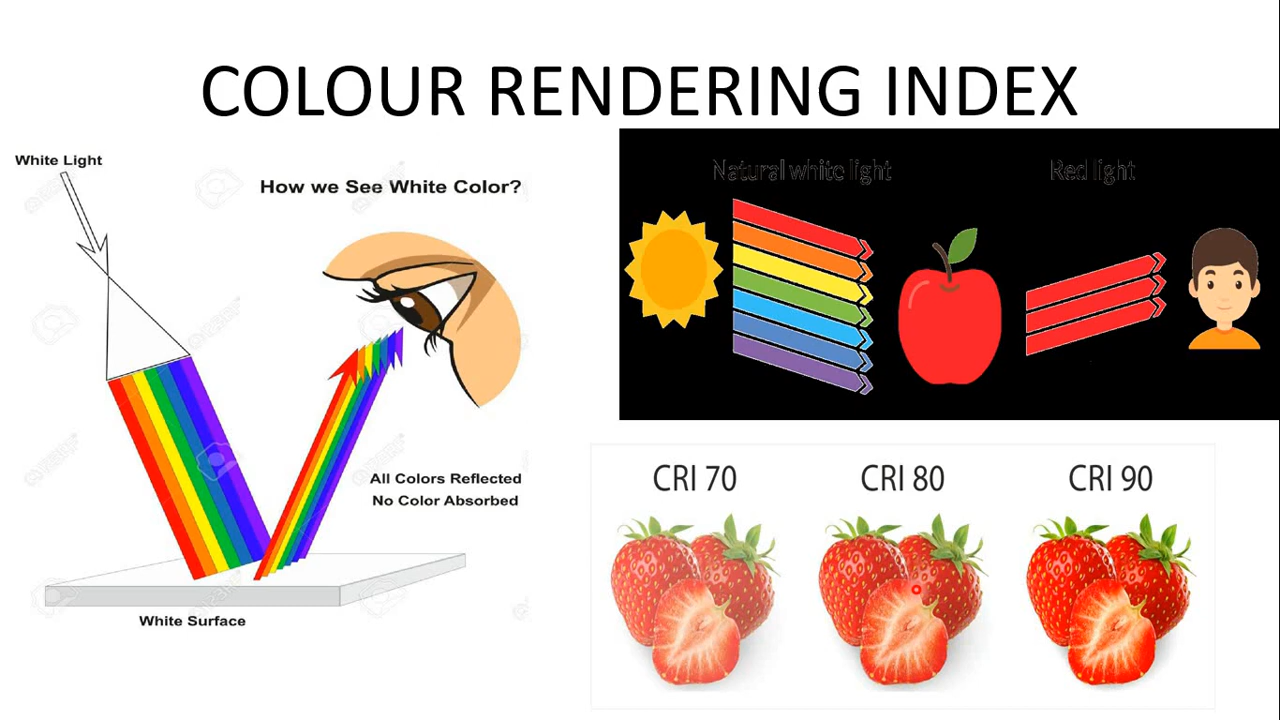 COLOUR RENDERING INDEX
White Light
How we See White Color?
All Colors Reflected
No Color Absorbed
White Surface
Natural white light
Red light
CRI 70
CRI 80
CRI 90